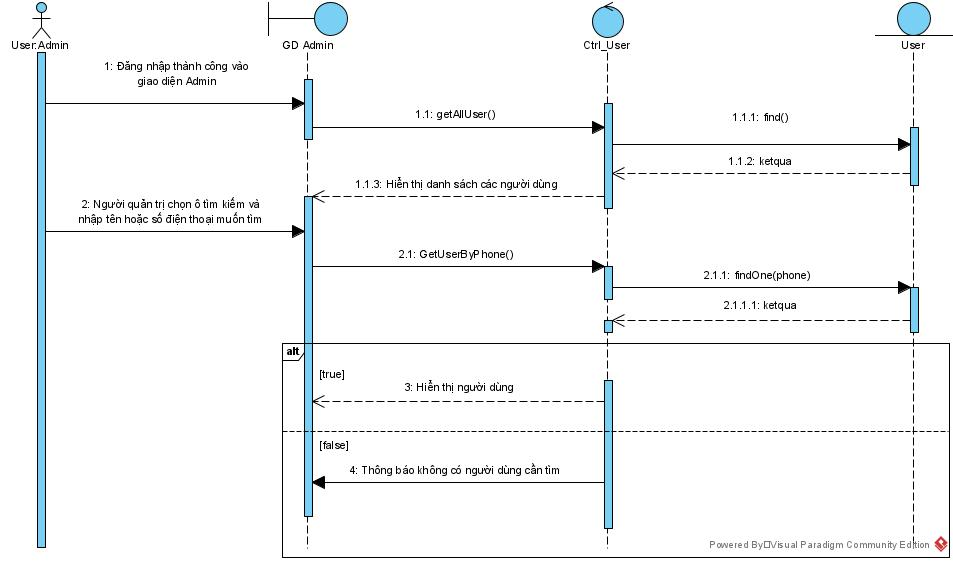 User:Admin
GD Admin
Ctrl_User
User
1: Đăng nhập thành công vào
giao diện Admin
1.1: getAllUser()
1.1.1: find()
1.1.2: ketqua
1.1.3: Hiển thị danh sách các người dùng
2: Người quản trị chọn ô tìm kiếm và
nhập tên hoặc số điện thoại muốn tìm
2.1: GetUserByPhone()
2.1.1: findOne(phone)
2.1.1.1: ketqua
alt
[true]
3: Hiển thị người dùng
[false]
4: Thông báo không có người dùng cần tìm
Powered By□Visual Paradigm Community Edition